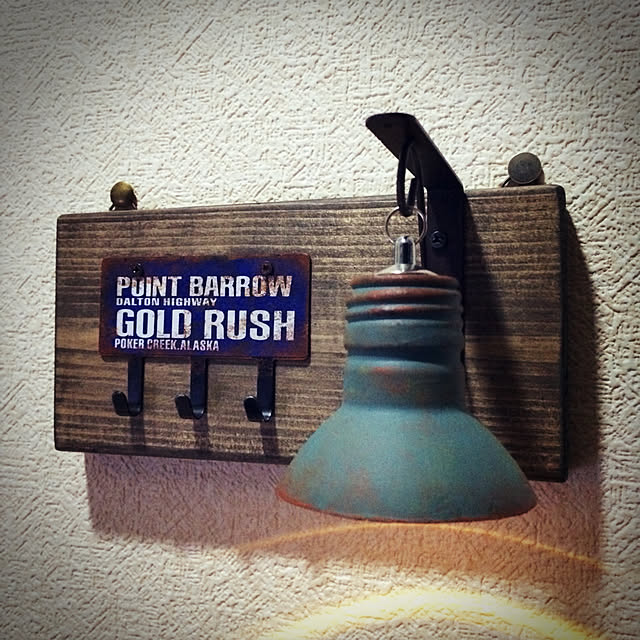 POINT BARROW
DALTON HIGHWAY
GOLD RUSH
POKER CREEK.ALASKA